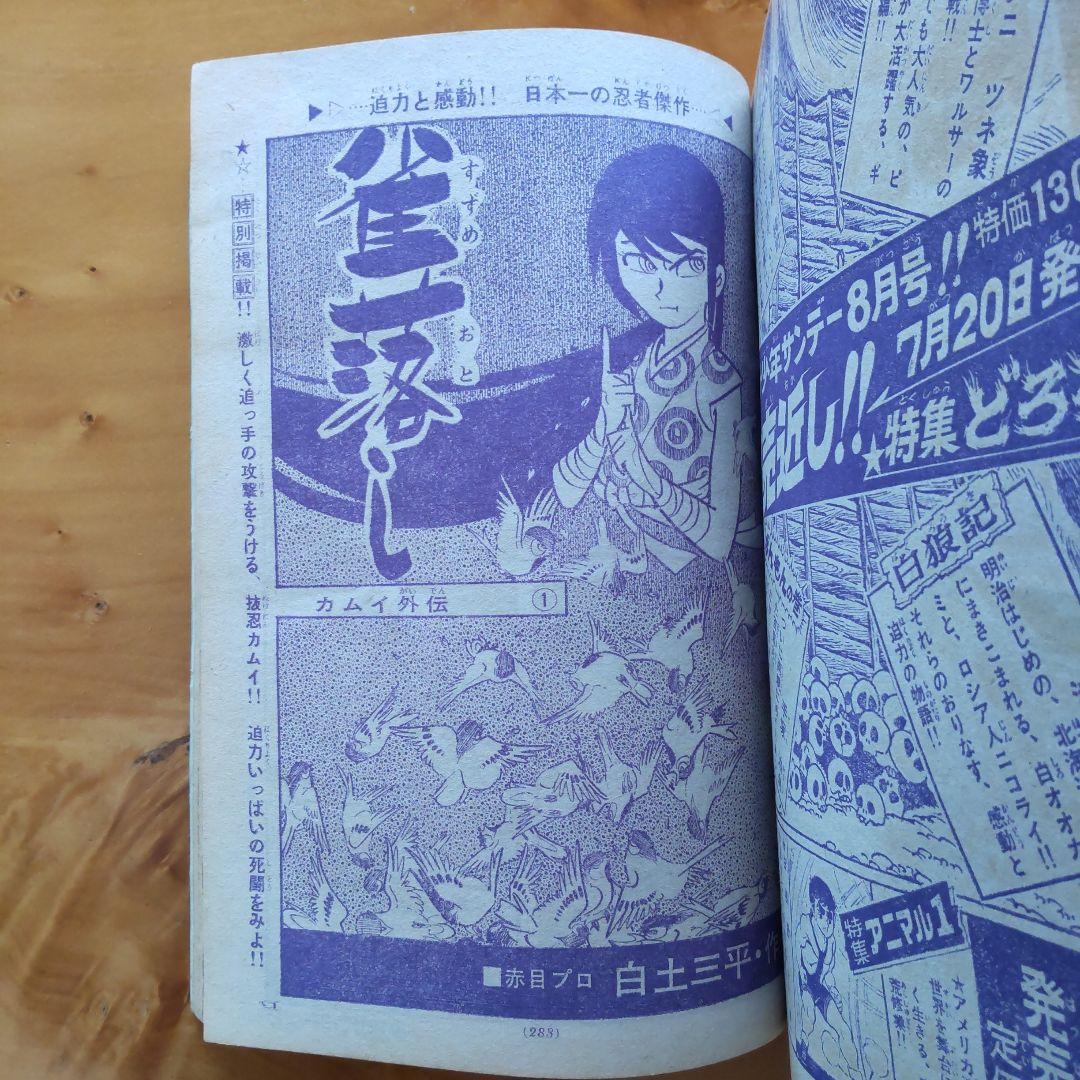 迫力と感動!! 日本一の忍者傑作
雀落し
すずめ
おと
★☆特別掲載!! 激しく追っ手の攻撃をうける、抜忍カムイ!! 迫力いっぱいの死闘をみよ!!
カムイ外伝 ①
■赤目プロ 白土三平・作
(283)
ツネ象
博士とワルサーの
戦!!
ても大人気の、ピ
が大活躍する、ギ
編!!
少年サンデー8月号!! 特価130
7月20日発
★特集どろ
白狼記
明治はじめの、北海
にまきこまれる、白オオカ
ミと、ロシア人ニコライ!!
それらのおりなす、感動と
迫力の物語!!
特集アニマル1
★アメリカ
世界を舞台
く生きる、
発表